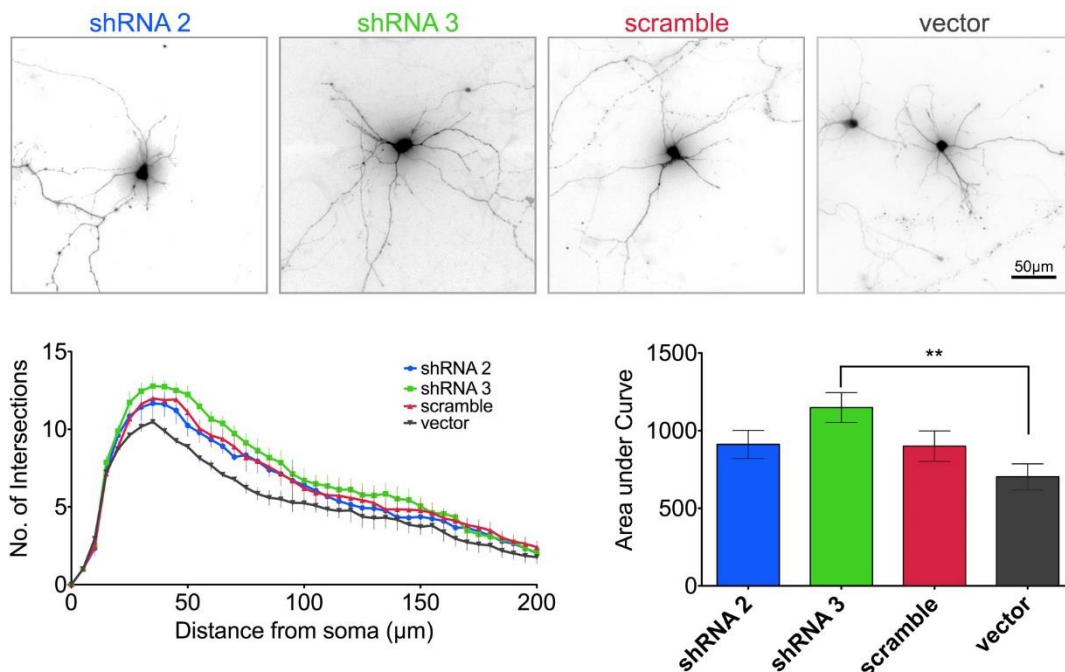 shRNA 2
shRNA 3
scramble
vector
50µm
15
10
5
0
No. of Intersections
0
50
100
150
200
Distance from soma (µm)
shRNA 2
shRNA 3
scramble
vector
1500
1000
500
0
Area under Curve
**
shRNA 2
shRNA 3
scramble
vector